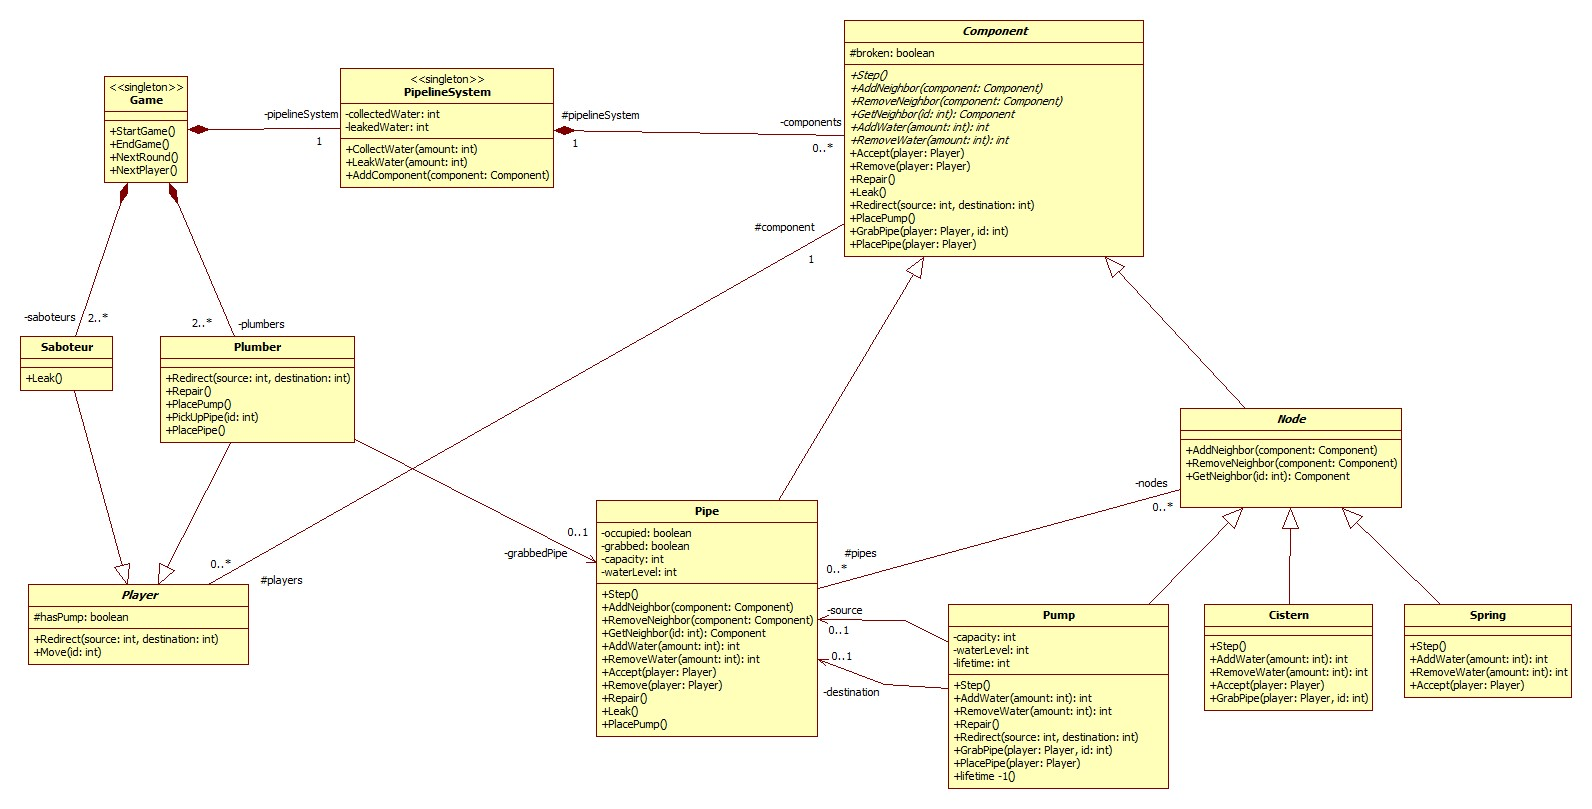 <<singleton>>
Game
+StartGame()
+EndGame()
+NextRound()
+NextPlayer()
-pipelineSystem
1
<<singleton>>
PipelineSystem
-collectedWater: int
-leakedWater: int
+CollectWater(amount: int)
+LeakWater(amount: int)
+AddComponent(component: Component)
#pipelineSystem
1
-components
0..*
Component
#broken: boolean
+Step()
+AddNeighbor(component: Component)
+RemoveNeighbor(component: Component)
+GetNeighbor(id: int): Component
+AddWater(amount: int): int
+RemoveWater(amount: int): int
+Accept(player: Player)
+Remove(player: Player)
+Repair()
+Leak()
+Redirect(source: int, destination: int)
+PlacePump()
+GrabPipe(player: Player, id: int)
+PlacePipe(player: Player)
#component
1
-saboteurs
2..*
2..*
-plumbers
Saboteur
+Leak()
Plumber
+Redirect(source: int, destination: int)
+Repair()
+PlacePump()
+PickUpPipe(id: int)
+PlacePipe()
Node
+AddNeighbor(component: Component)
+RemoveNeighbor(component: Component)
+GetNeighbor(id: int): Component
-nodes
0..*
0..1
-grabbedPipe
0..*
#players
Player
#hasPump: boolean
+Redirect(source: int, destination: int)
+Move(id: int)
Pipe
-occupied: boolean
-grabbed: boolean
-capacity: int
-waterLevel: int
+Step()
+AddNeighbor(component: Component)
+RemoveNeighbor(component: Component)
+GetNeighbor(id: int): Component
+AddWater(amount: int): int
+RemoveWater(amount: int): int
+Accept(player: Player)
+Remove(player: Player)
+Repair()
+Leak()
+PlacePump()
#pipes
0..*
-source
0..1
0..1
-destination
Pump
-capacity: int
-waterLevel: int
-lifetime: int
+Step()
+AddWater(amount: int): int
+RemoveWater(amount: int): int
+Repair()
+Redirect(source: int, destination: int)
+GrabPipe(player: Player, id: int)
+PlacePipe(player: Player)
+lifetime -1()
Cistern
+Step()
+AddWater(amount: int): int
+RemoveWater(amount: int): int
+Accept(player: Player)
+GrabPipe(player: Player, id: int)
Spring
+Step()
+AddWater(amount: int): int
+RemoveWater(amount: int): int
+Accept(player: Player)